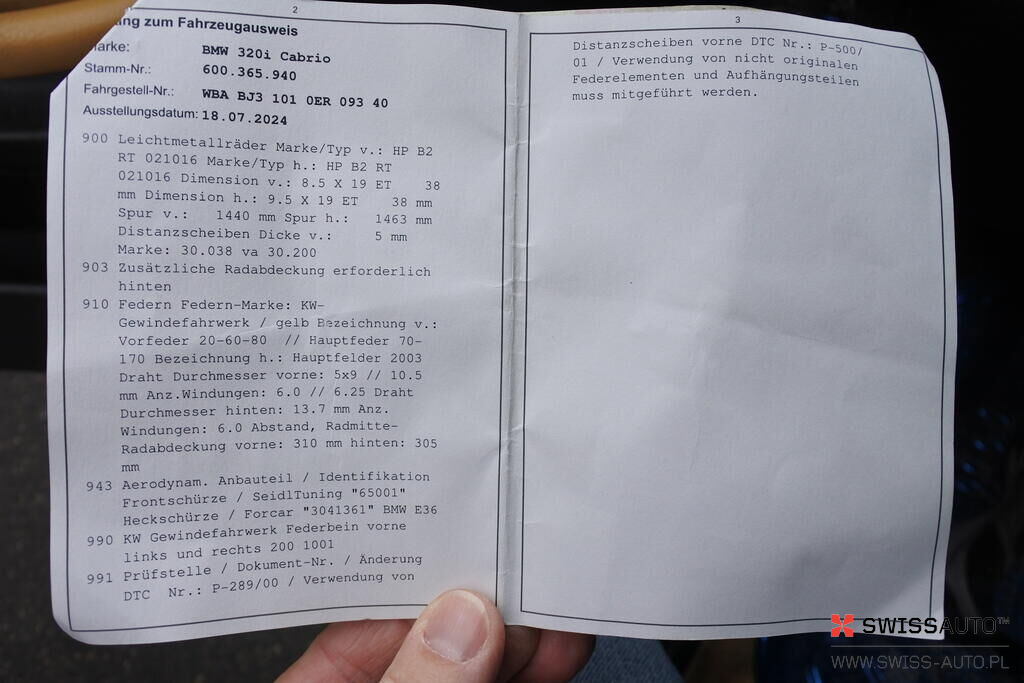 2
zum Fahrzeugausweis
Marke: BMW 320i Cabrio
Stamm-Nr.: 600.365.940
Fahrgestell-Nr.: WBA BJ3 101 0ER 093 40
Ausstellungsdatum: 18.07.2024
900 Leichtmetallräder Marke/Typ v.: HP B2
RT 021016 Marke/Typ h.: HP B2 RT
021016 Dimension v.: 8.5 X 19 ET 38
mm Dimension h.: 9.5 X 19 ET 38 mm
Spur v.: 1440 mm Spur h.: 1463 mm
Distanzscheiben Dicke v.: 5 mm
Marke: 30.038 va 30.200
903 Zusätzliche Radabdeckung erforderlich
hinten
910 Federn Federn-Marke: KW-
Gewindefahrwerk / gelb Bezeichnung v.:
Vorfeder 20-60-80 // Hauptfeder 70-
170 Bezeichnung h.: Hauptfelder 2003
Draht Durchmesser vorne: 5x9 // 10.5
mm Anz.Windungen: 6.0 // 6.25 Draht
Durchmesser hinten: 13.7 mm Anz.
Windungen: 6.0 Abstand, Radmitte-
Radabdeckung vorne: 310 mm hinten: 305
mm
943 Aerodynam. Anbauteil / Identifikation
Frontschürze / SeidlTuning "65001"
Heckschürze / Forcar "3041361" BMW E36
990 KW Gewindefahrwerk Federbein vorne
links und rechts 200 1001
991 Prüfstelle / Dokument-Nr. / Änderung
DTC Nr.: P-289/00 / Verwendung von
3
Distanzscheiben vorne DTC Nr.: P-500/
01 / Verwendung von nicht originalen
Federelementen und Aufhängungsteilen
muss mitgeführt werden.
SWISSAUTO™
WWW.SWISS-AUTO.PL